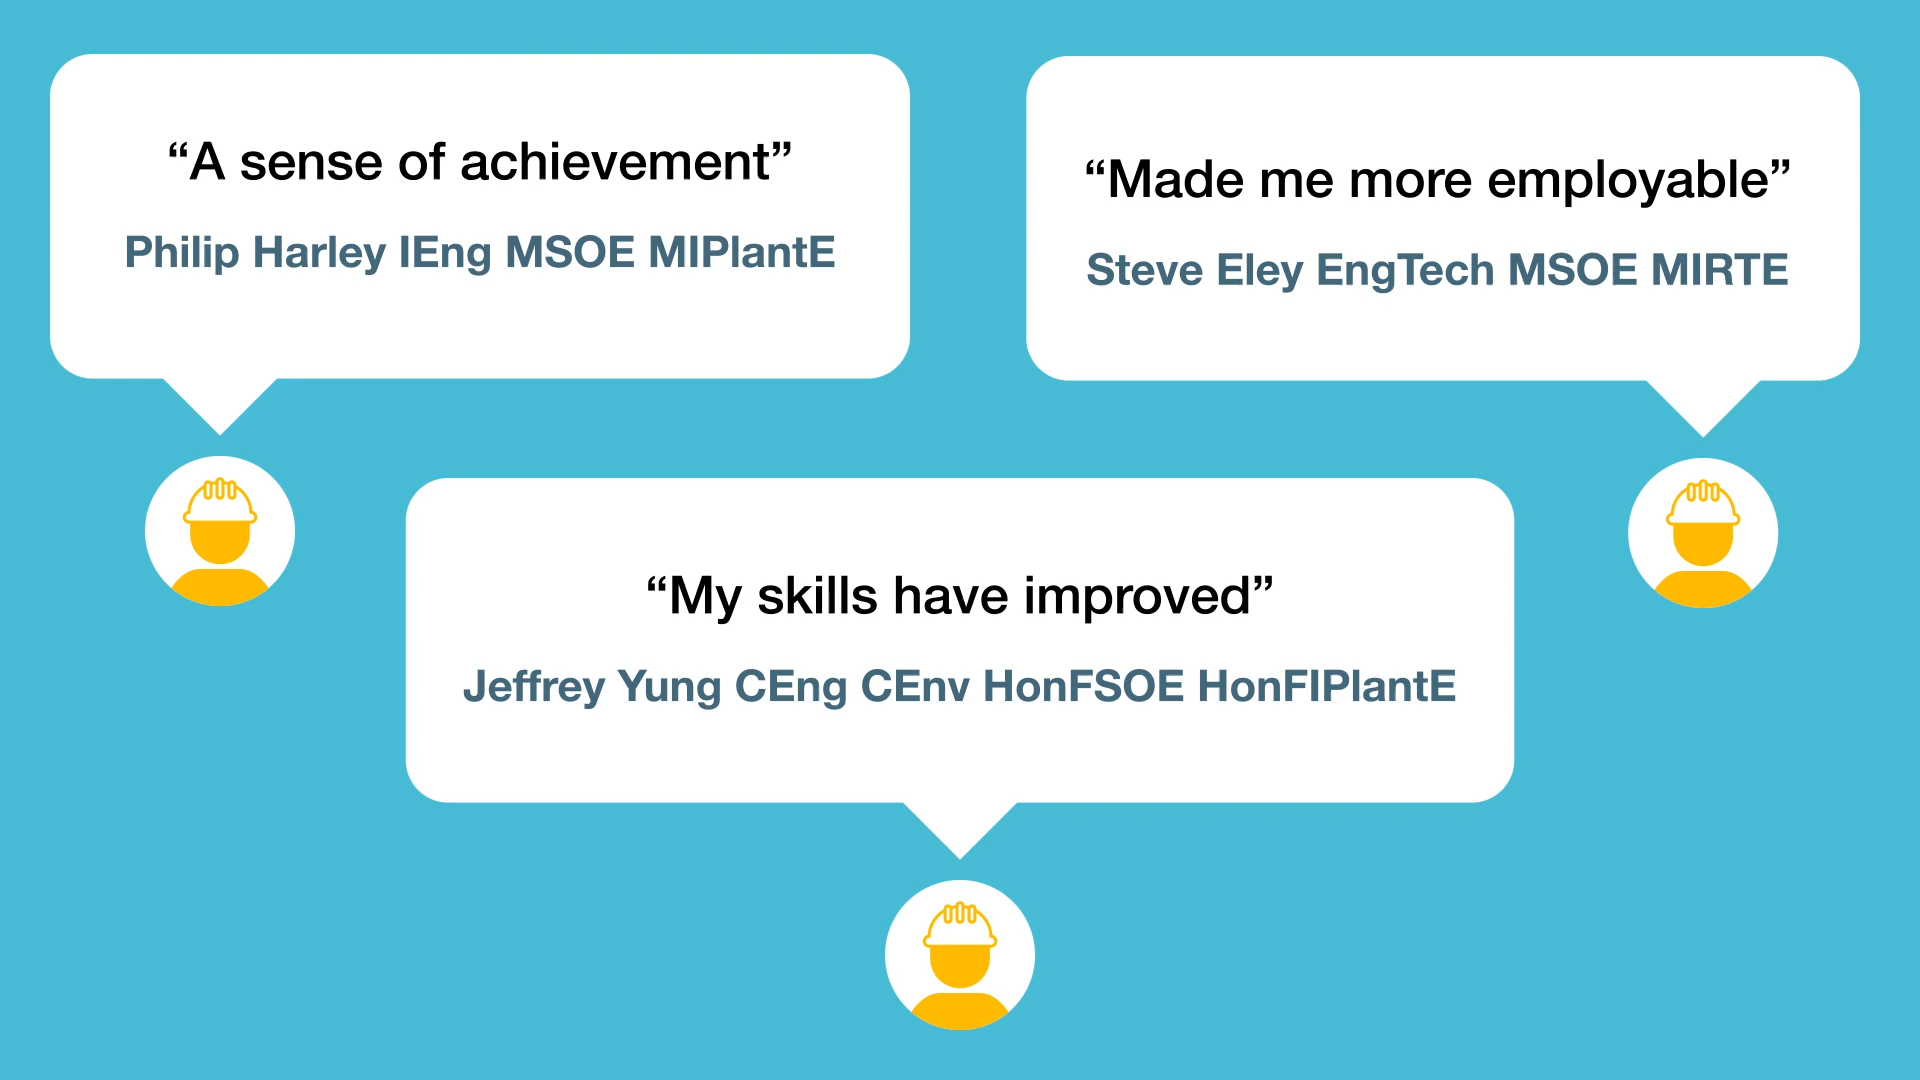 “A sense of achievement”
Philip Harley IEng MSOE MIPlantE
“Made me more employable”
Steve Eley EngTech MSOE MIRTE
“My skills have improved”
Jeffrey Yung CEng CEnv HonFSOE HonFIPlantE